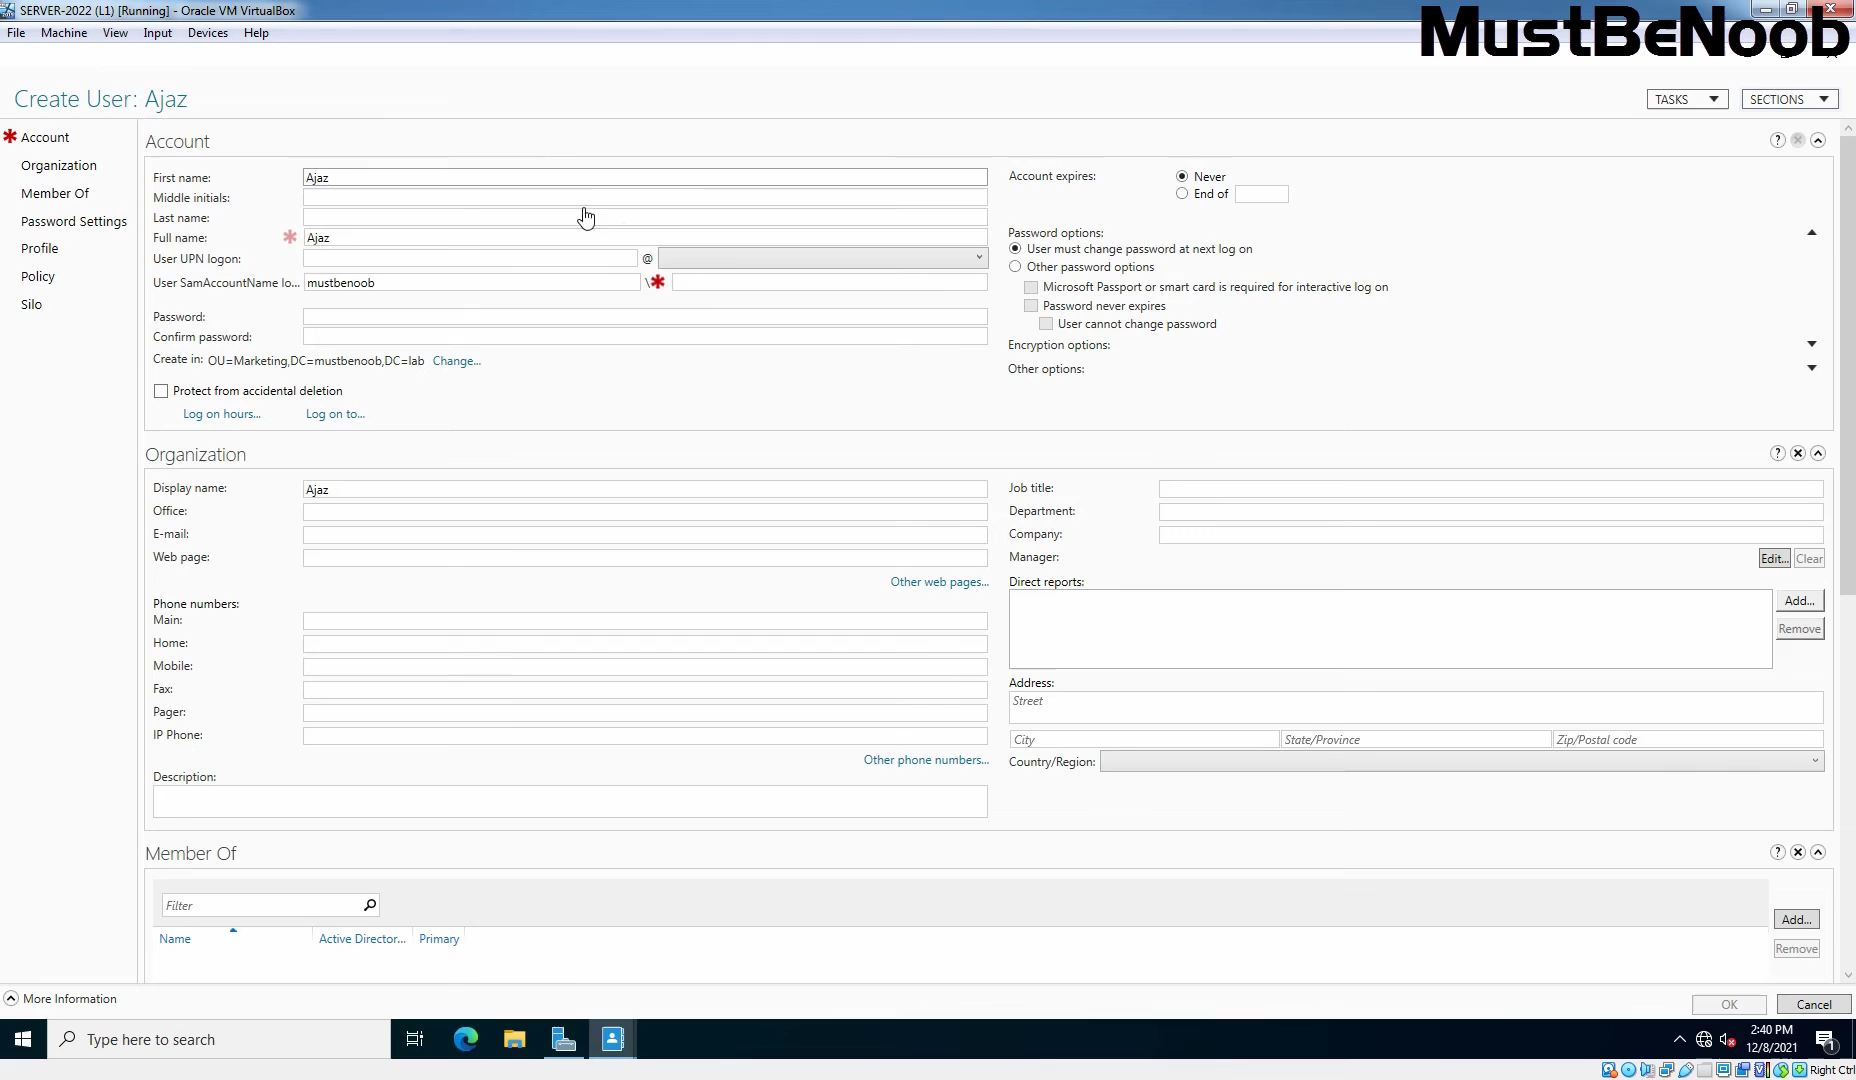 SERVER-2022 (L1) [Running] - Oracle VM VirtualBox
File Machine View Input Devices Help
MustBeNoob
Create User: Ajaz
TASKS SECTIONS
Account
Organization
Member Of
Password Settings
Profile
Policy
Silo
Account
First name: Ajaz
Middle initials:
Last name:
Full name: Ajaz
User UPN logon: @
User SamAccountName lo... mustbenoob \
Password:
Confirm password:
Create in: OU=Marketing,DC=mustbenoob,DC=lab Change...
Protect from accidental deletion
Log on hours... Log on to...
Account expires: Never
End of
Password options:
User must change password at next log on
Other password options
Microsoft Passport or smart card is required for interactive log on
Password never expires
User cannot change password
Encryption options:
Other options:
Organization
Display name: Ajaz
Office:
E-mail:
Web page:
Other web pages...
Phone numbers:
Main:
Home:
Mobile:
Fax:
Pager:
IP Phone:
Other phone numbers...
Description:
Job title:
Department:
Company:
Manager: Edit... Clear
Direct reports:
Add...
Remove
Address:
Street
City State/Province Zip/Postal code
Country/Region:
Member Of
Filter
Name Active Director... Primary
Add...
Remove
More Information
OK Cancel
Type here to search
2:40 PM
12/8/2021
1
Right Ctrl